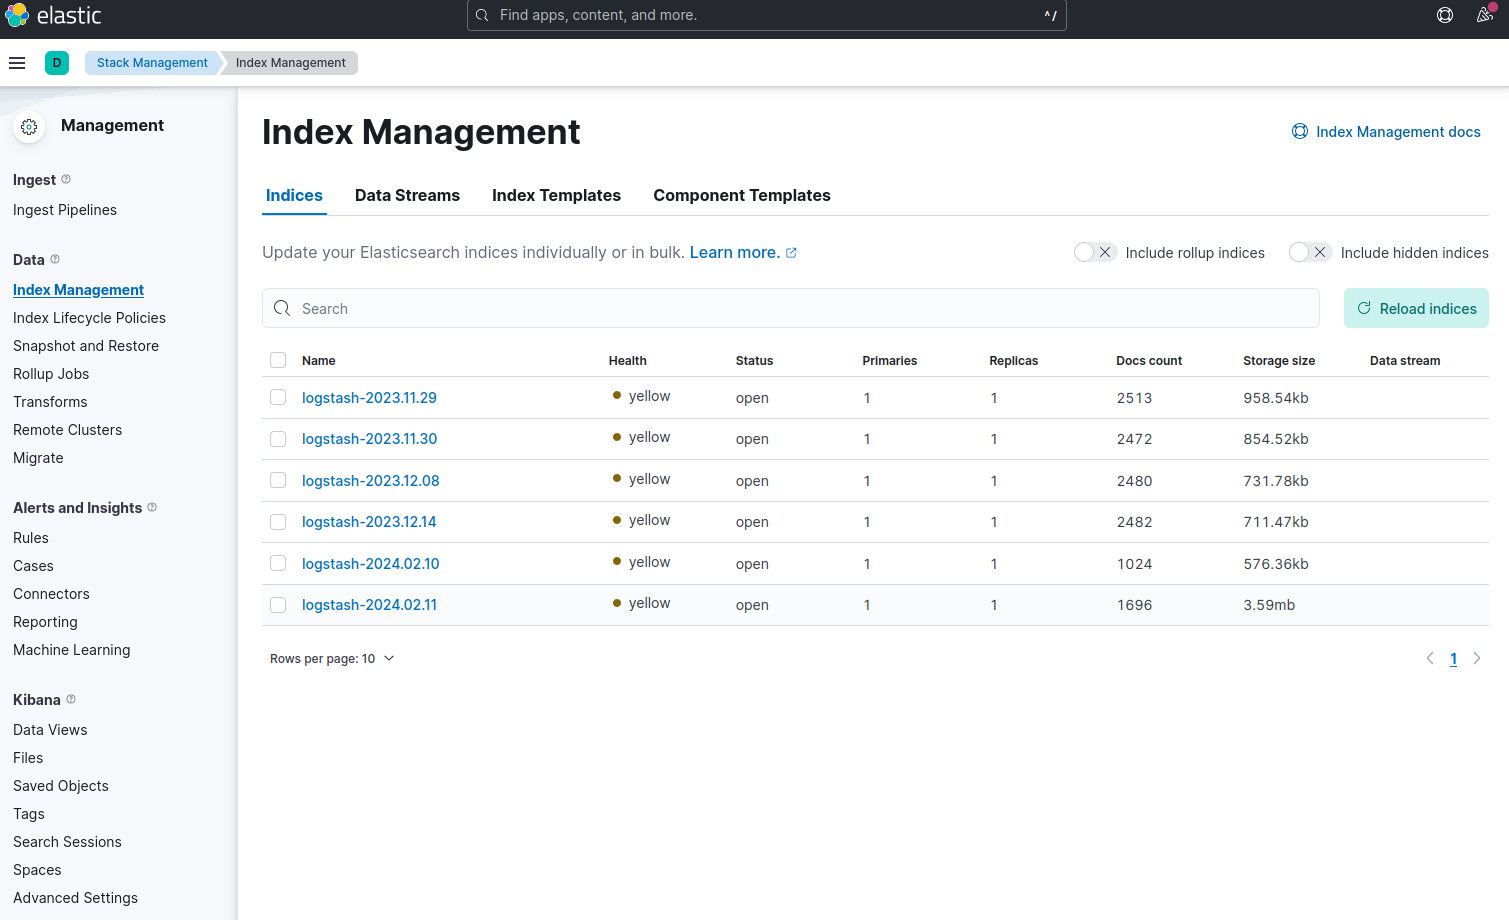 elastic
Find apps, content, and more.
^/
D
Stack Management
Index Management
Management
Ingest
Ingest Pipelines
Data
Index Management
Index Lifecycle Policies
Snapshot and Restore
Rollup Jobs
Transforms
Remote Clusters
Migrate
Alerts and Insights
Rules
Cases
Connectors
Reporting
Machine Learning
Kibana
Data Views
Files
Saved Objects
Tags
Search Sessions
Spaces
Advanced Settings
Index Management
Index Management docs
Indices Data Streams Index Templates Component Templates
Update your Elasticsearch indices individually or in bulk. Learn more.
Include rollup indices
Include hidden indices
Search
Reload indices
Name Health Status Primaries Replicas Docs count Storage size Data stream
logstash-2023.11.29 yellow open 1 1 2513 958.54kb
logstash-2023.11.30 yellow open 1 1 2472 854.52kb
logstash-2023.12.08 yellow open 1 1 2480 731.78kb
logstash-2023.12.14 yellow open 1 1 2482 711.47kb
logstash-2024.02.10 yellow open 1 1 1024 576.36kb
logstash-2024.02.11 yellow open 1 1 1696 3.59mb
Rows per page: 10
1